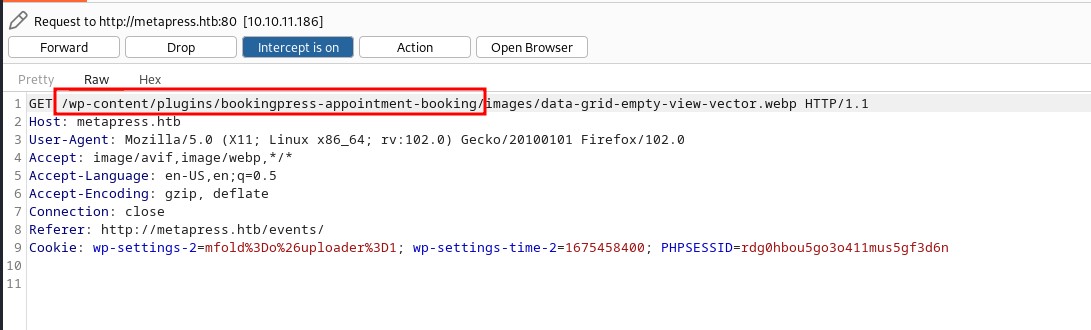 Request to http://metapress.htb:80 [10.10.11.186]
Forward Drop Intercept is on Action Open Browser
Pretty Raw Hex
1 GET /wp-content/plugins/bookingpress-appointment-booking/images/data-grid-empty-view-vector.webp HTTP/1.1
2 Host: metapress.htb
3 User-Agent: Mozilla/5.0 (X11; Linux x86_64; rv:102.0) Gecko/20100101 Firefox/102.0
4 Accept: image/avif,image/webp,*/*
5 Accept-Language: en-US,en;q=0.5
6 Accept-Encoding: gzip, deflate
7 Connection: close
8 Referer: http://metapress.htb/events/
9 Cookie: wp-settings-2=mfold%3Do%26uploader%3D1; wp-settings-time-2=1675458400; PHPSESSID=rdg0hbou5go3o411mus5gf3d6n
10
11